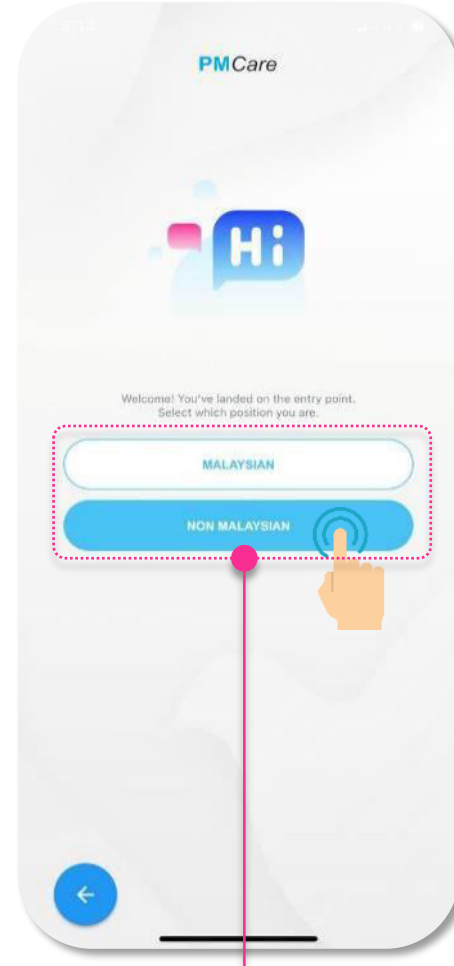 PMCare
Hi
Welcome! You've landed on the entry point.
Select which position you are.
MALAYSIAN
NON MALAYSIAN